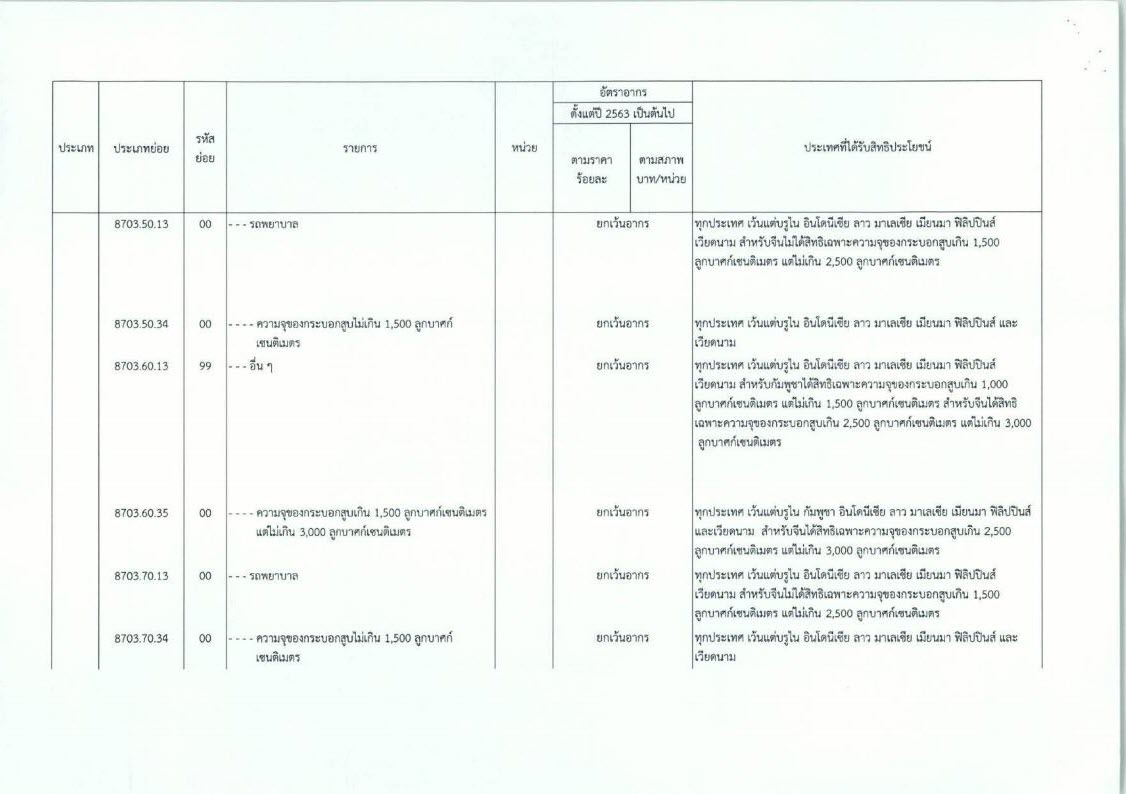 อัตราอากร
ตั้งแต่ปี 2563 เป็นต้นไป
ประเภท
ประเภทย่อย
รหัส
ย่อย
รายการ
หน่วย
ตามราคา
ร้อยละ
ตามสภาพ
บาท/หน่วย
ประเทศที่ได้รับสิทธิประโยชน์
8703.50.13 00 - - - รถพยาบาล ยกเว้นอากร ทุกประเทศ เว้นแต่บรูไน อินโดนีเซีย ลาว มาเลเซีย เมียนมา ฟิลิปปินส์
เวียดนาม สำหรับจีนไม่ได้สิทธิเฉพาะความจุของกระบอกสูบเกิน 1,500
ลูกบาศก์เซนติเมตร แต่ไม่เกิน 2,500 ลูกบาศก์เซนติเมตร
8703.50.34 00 - - - - ความจุของกระบอกสูบไม่เกิน 1,500 ลูกบาศก์ ยกเว้นอากร ทุกประเทศ เว้นแต่บรูไน อินโดนีเซีย ลาว มาเลเซีย เมียนมา ฟิลิปปินส์ และ
เซนติเมตร เวียดนาม
8703.60.13 99 - - - อื่น ๆ ยกเว้นอากร ทุกประเทศ เว้นแต่บรูไน อินโดนีเซีย ลาว มาเลเซีย เมียนมา ฟิลิปปินส์
เวียดนาม สำหรับกัมพูชาได้สิทธิเฉพาะความจุของกระบอกสูบเกิน 1,000
ลูกบาศก์เซนติเมตร แต่ไม่เกิน 1,500 ลูกบาศก์เซนติเมตร สำหรับจีนได้สิทธิ
เฉพาะความจุของกระบอกสูบเกิน 2,500 ลูกบาศก์เซนติเมตร แต่ไม่เกิน 3,000
ลูกบาศก์เซนติเมตร
8703.60.35 00 - - - - ความจุของกระบอกสูบเกิน 1,500 ลูกบาศก์เซนติเมตร ยกเว้นอากร ทุกประเทศ เว้นแต่บรูไน กัมพูชา อินโดนีเซีย ลาว มาเลเซีย เมียนมา ฟิลิปปินส์
แต่ไม่เกิน 3,000 ลูกบาศก์เซนติเมตร และเวียดนาม สำหรับจีนได้สิทธิเฉพาะความจุของกระบอกสูบเกิน 2,500
ลูกบาศก์เซนติเมตร แต่ไม่เกิน 3,000 ลูกบาศก์เซนติเมตร
8703.70.13 00 - - - รถพยาบาล ยกเว้นอากร ทุกประเทศ เว้นแต่บรูไน อินโดนีเซีย ลาว มาเลเซีย เมียนมา ฟิลิปปินส์
เวียดนาม สำหรับจีนไม่ได้สิทธิเฉพาะความจุของกระบอกสูบเกิน 1,500
ลูกบาศก์เซนติเมตร แต่ไม่เกิน 2,500 ลูกบาศก์เซนติเมตร
8703.70.34 00 - - - - ความจุของกระบอกสูบไม่เกิน 1,500 ลูกบาศก์ ยกเว้นอากร ทุกประเทศ เว้นแต่บรูไน อินโดนีเซีย ลาว มาเลเซีย เมียนมา ฟิลิปปินส์ และ
เซนติเมตร เวียดนาม